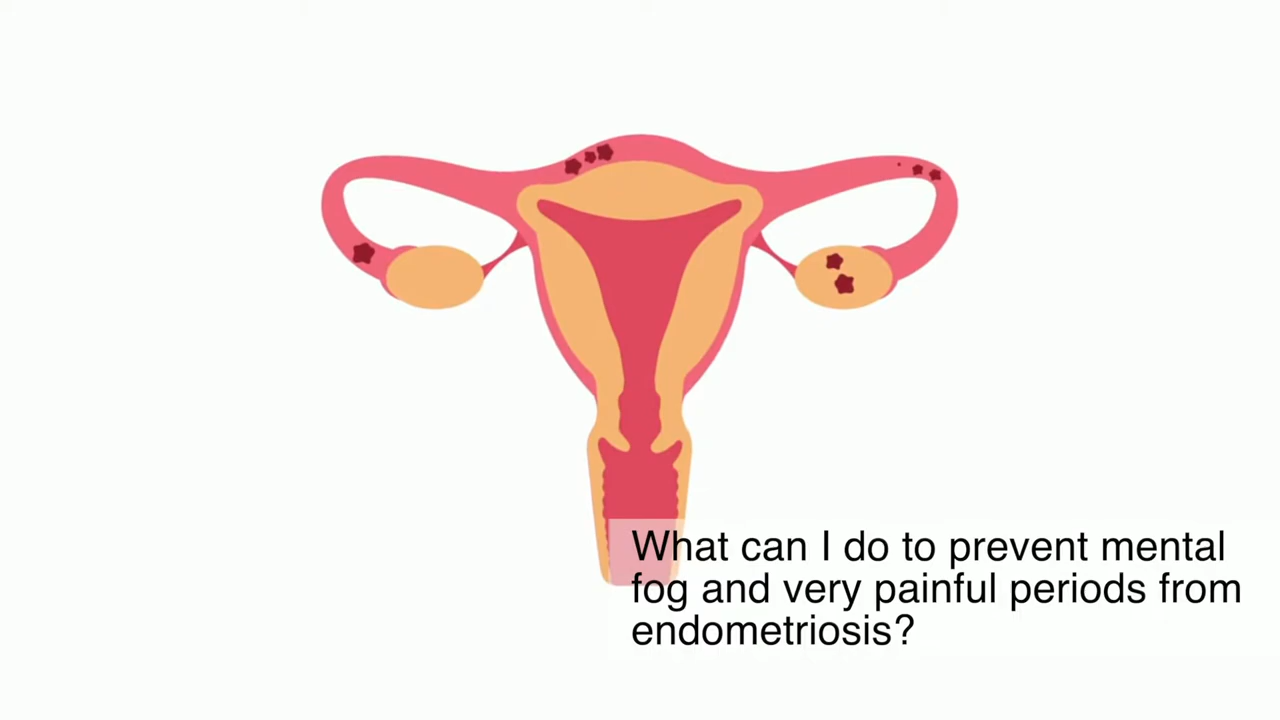 What can I do to prevent mental
fog and very painful periods from
endometriosis?